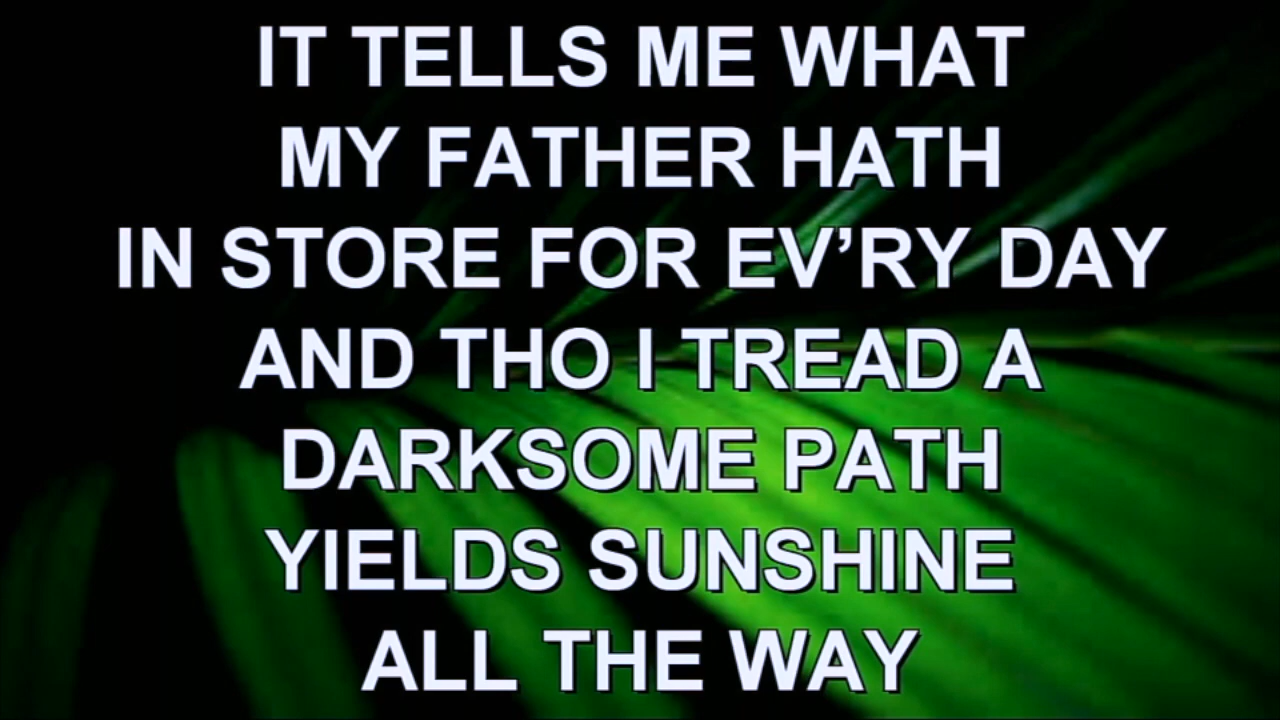 IT TELLS ME WHAT
MY FATHER HATH
IN STORE FOR EV’RY DAY
AND THO I TREAD A
DARKSOME PATH
YIELDS SUNSHINE
ALL THE WAY